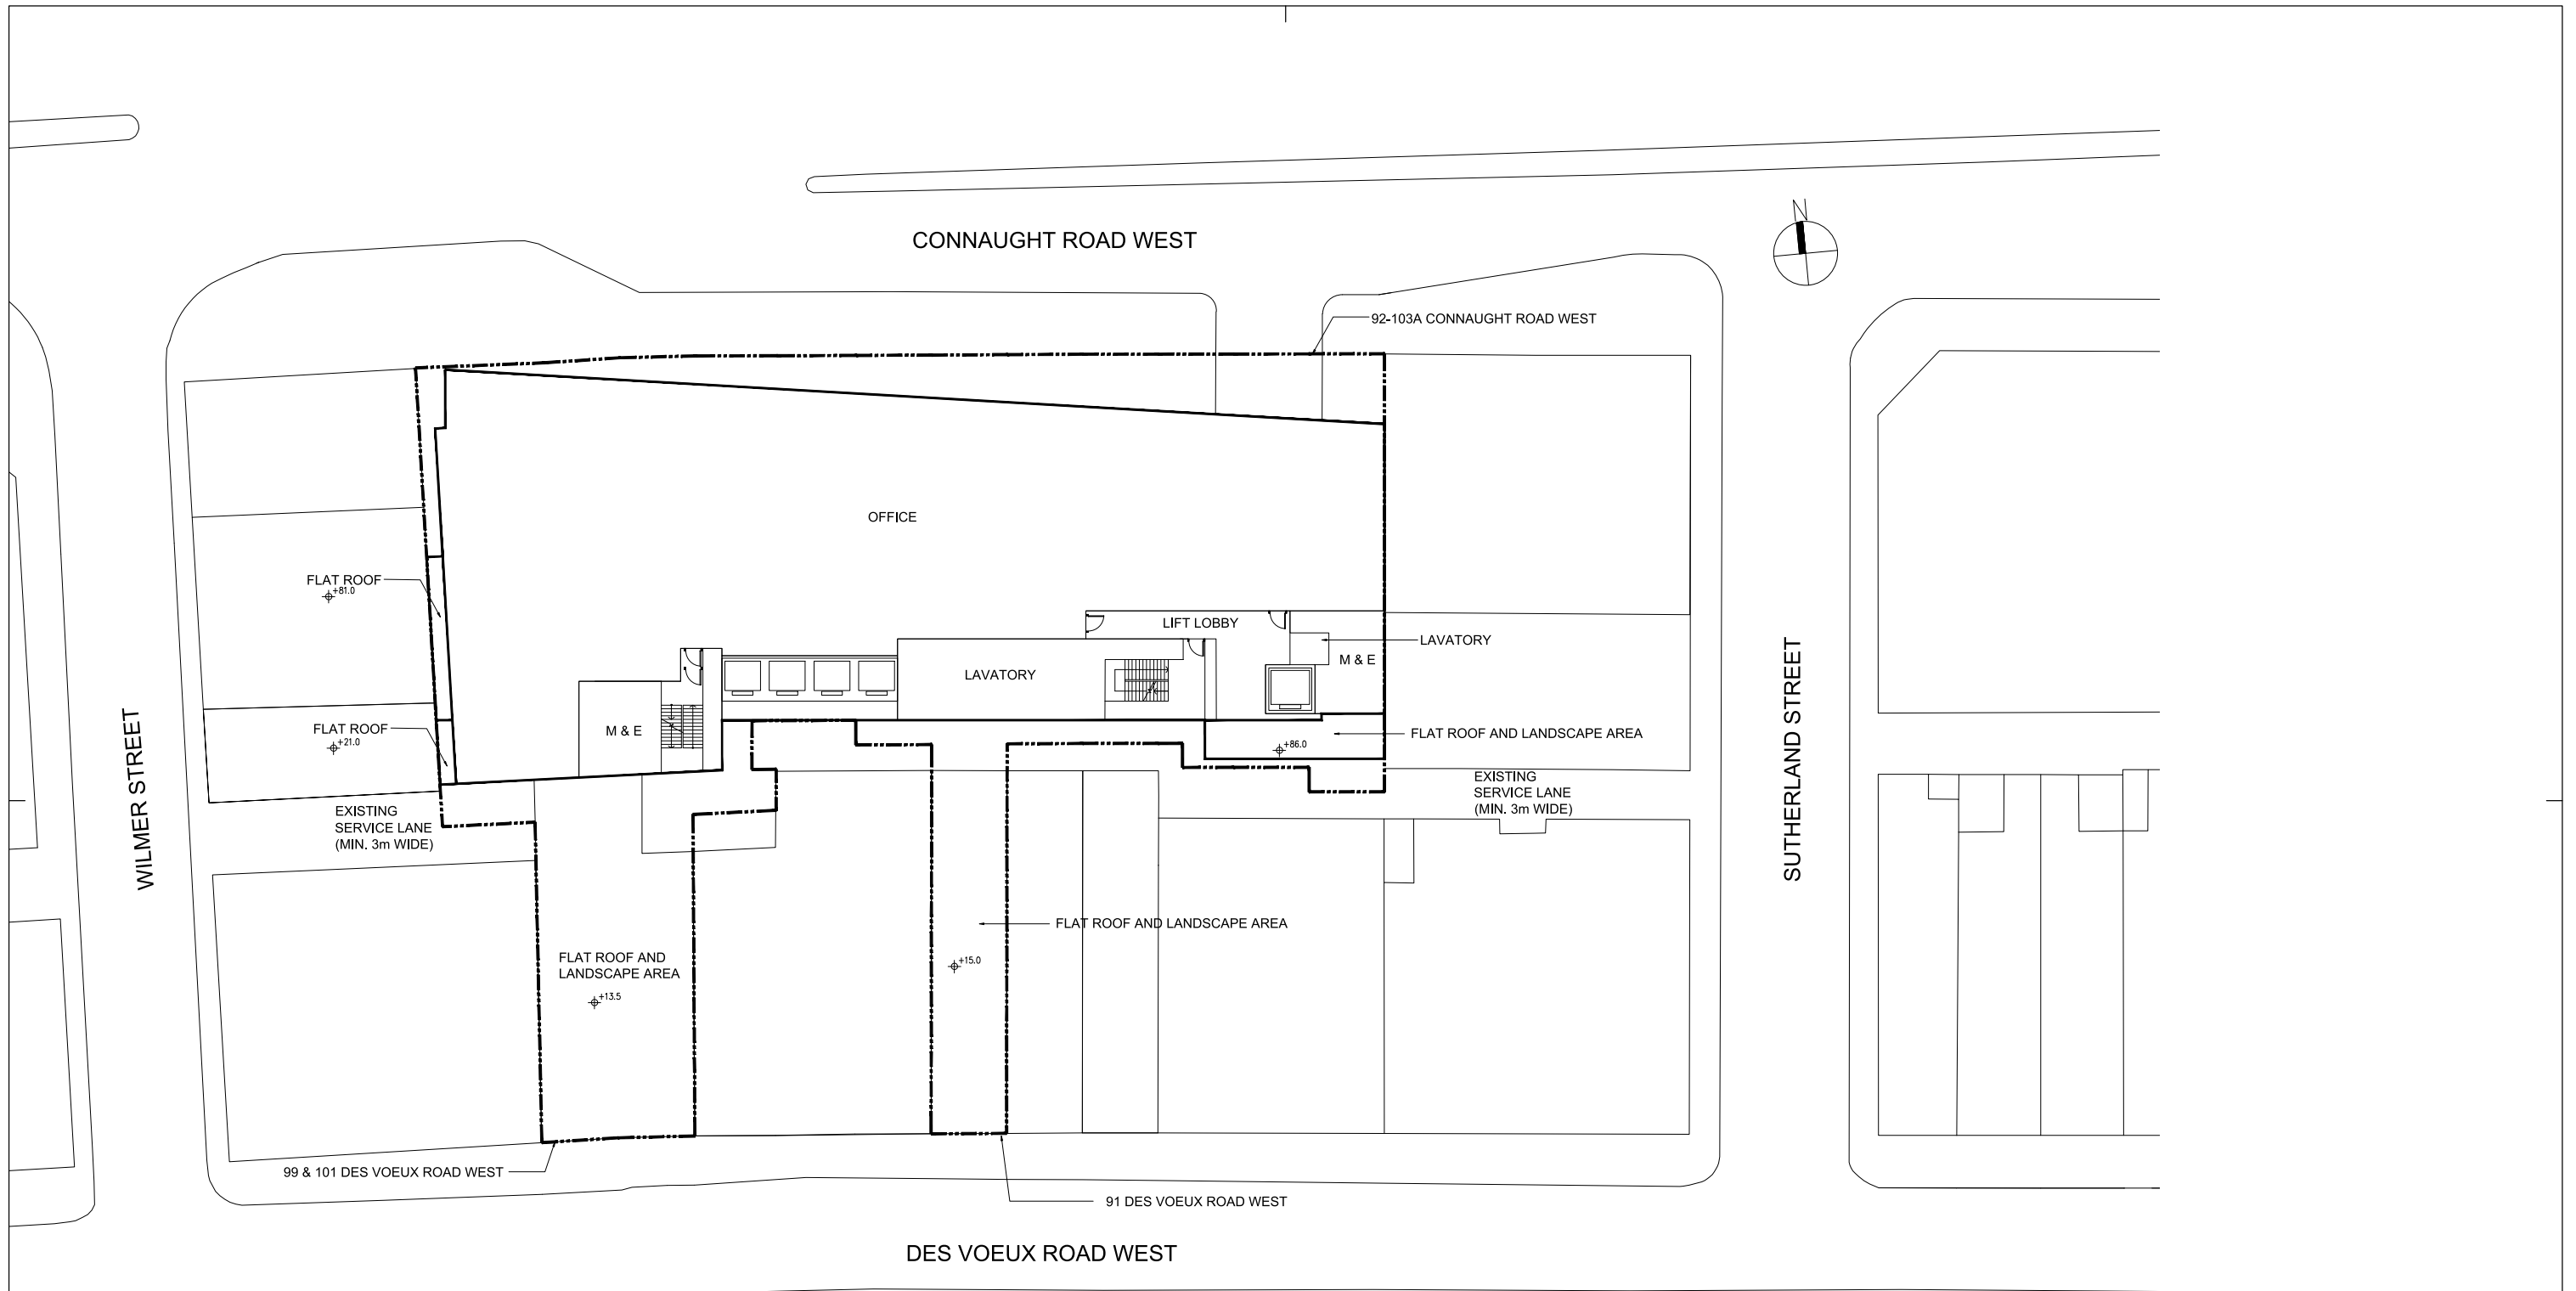 N
CONNAUGHT ROAD WEST
92-103A CONNAUGHT ROAD WEST
OFFICE
FLAT ROOF
+81.0
LIFT LOBBY
LAVATORY
M & E
LAVATORY
FLAT ROOF
+21.0
M & E
FLAT ROOF AND LANDSCAPE AREA
+86.0
EXISTING
SERVICE LANE
(MIN. 3m WIDE)
EXISTING
SERVICE LANE
(MIN. 3m WIDE)
WILMER STREET
SUTHERLAND STREET
FLAT ROOF AND LANDSCAPE AREA
+15.0
FLAT ROOF AND
LANDSCAPE AREA
+13.5
99 & 101 DES VOEUX ROAD WEST
91 DES VOEUX ROAD WEST
DES VOEUX ROAD WEST